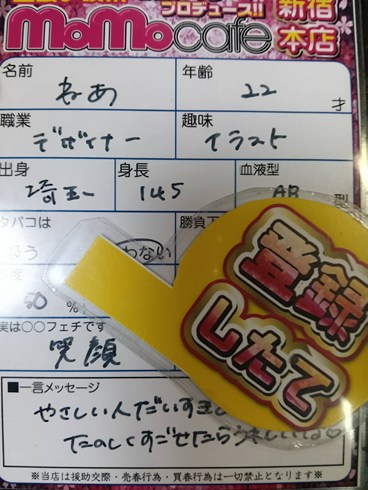 プロデュース!!
MoMocafe 新宿本店
名前 年齢
22 才
職業 趣味
デザイナー イラスト
出身 身長 血液型
埼玉 145 AB 型
タバコは
わない
%
実は○○フェチです
笑顔
登録
したて
■一言メッセージ
やさしい人だいすき
たのしくすごせたらうれしいな♡
※当店は援助交際・売春行為・買春行為は一切禁止となります※